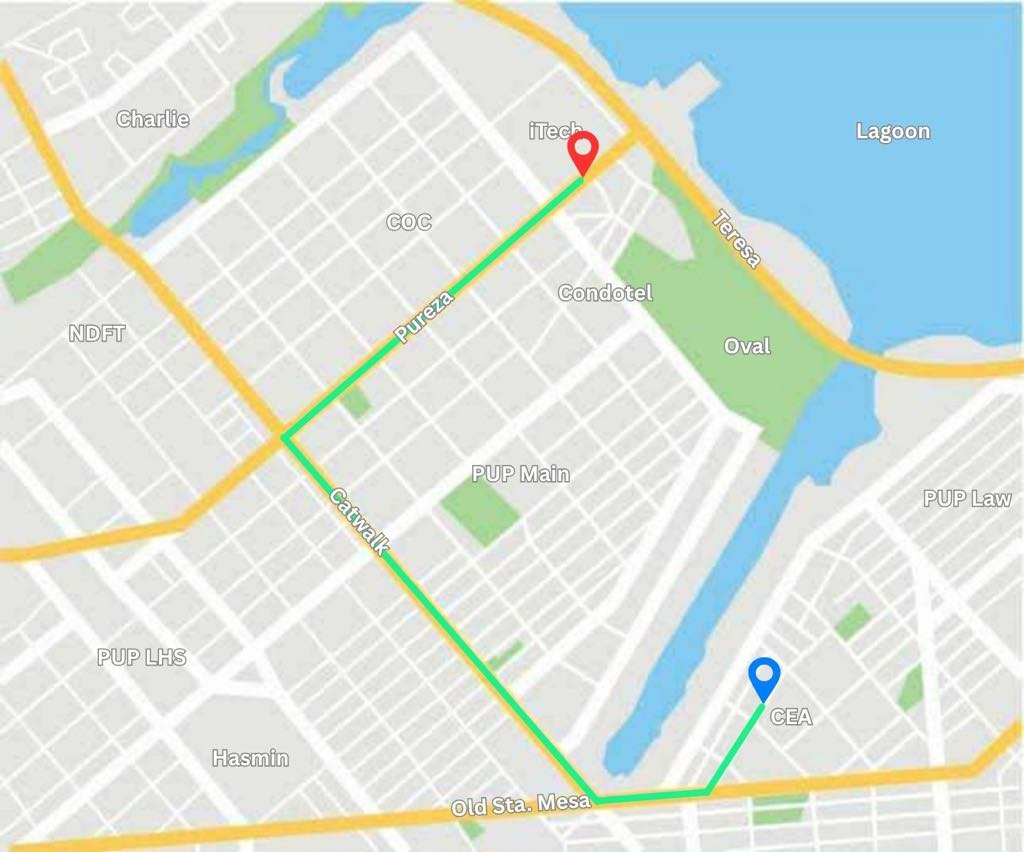 Charlie
iTech
Lagoon
COC
Teresa
Condotel
Pureza
NDFT
Oval
PUP Main
PUP Law
Catwalk
PUP LHS
CEA
Hasmin
Old Sta. Mesa